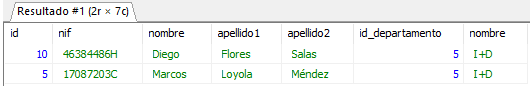 Resultado #1 (2r × 7c)
id nif nombre apellido1 apellido2 id_departamento nombre
10 46384486H Diego Flores Salas 5 I+D
5 17087203C Marcos Loyola Méndez 5 I+D